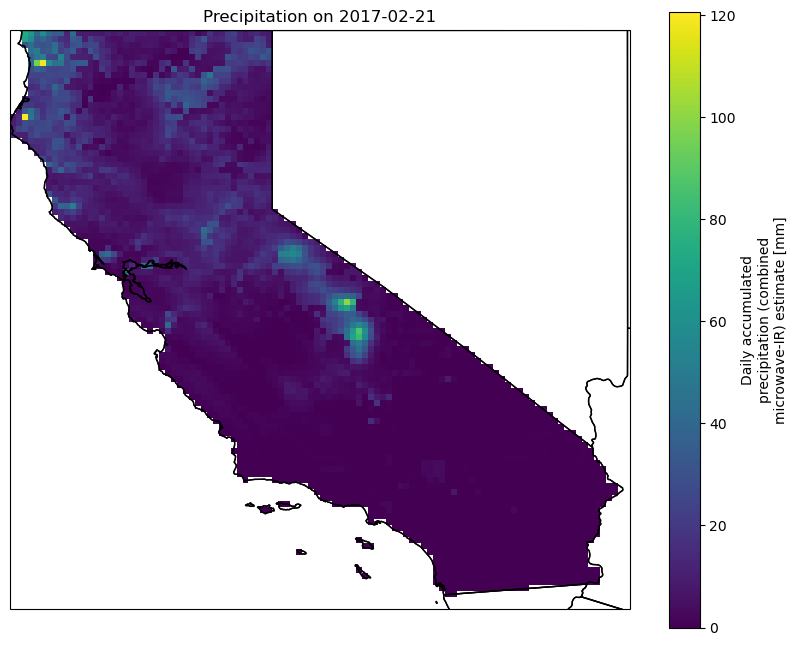 Precipitation on 2017-02-21
120
100
80
60
40
20
0
Daily accumulated
precipitation (combined
microwave-IR) estimate [mm]